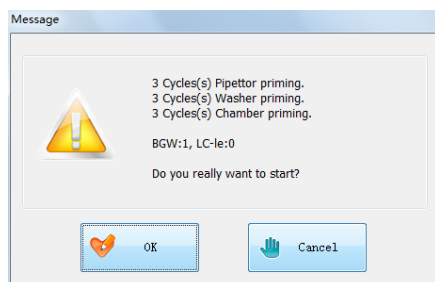 Message
3 Cycles(s) Pipettor priming.
3 Cycles(s) Washer priming.
3 Cycles(s) Chamber priming.
BGW:1, LC-le:0
Do you really want to start?
OK
Cancel